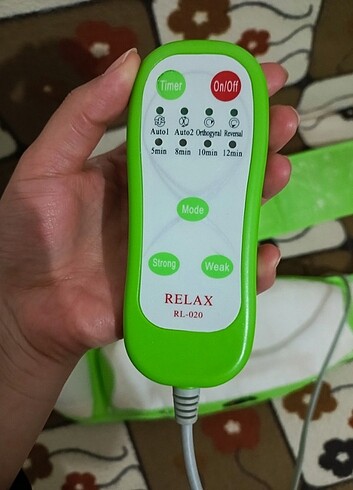 Timer On/Off
Auto1 Auto2 Orthogyral Reversal
5min 8min 10min 12min
Mode
Strong Weak
RELAX
RL-020